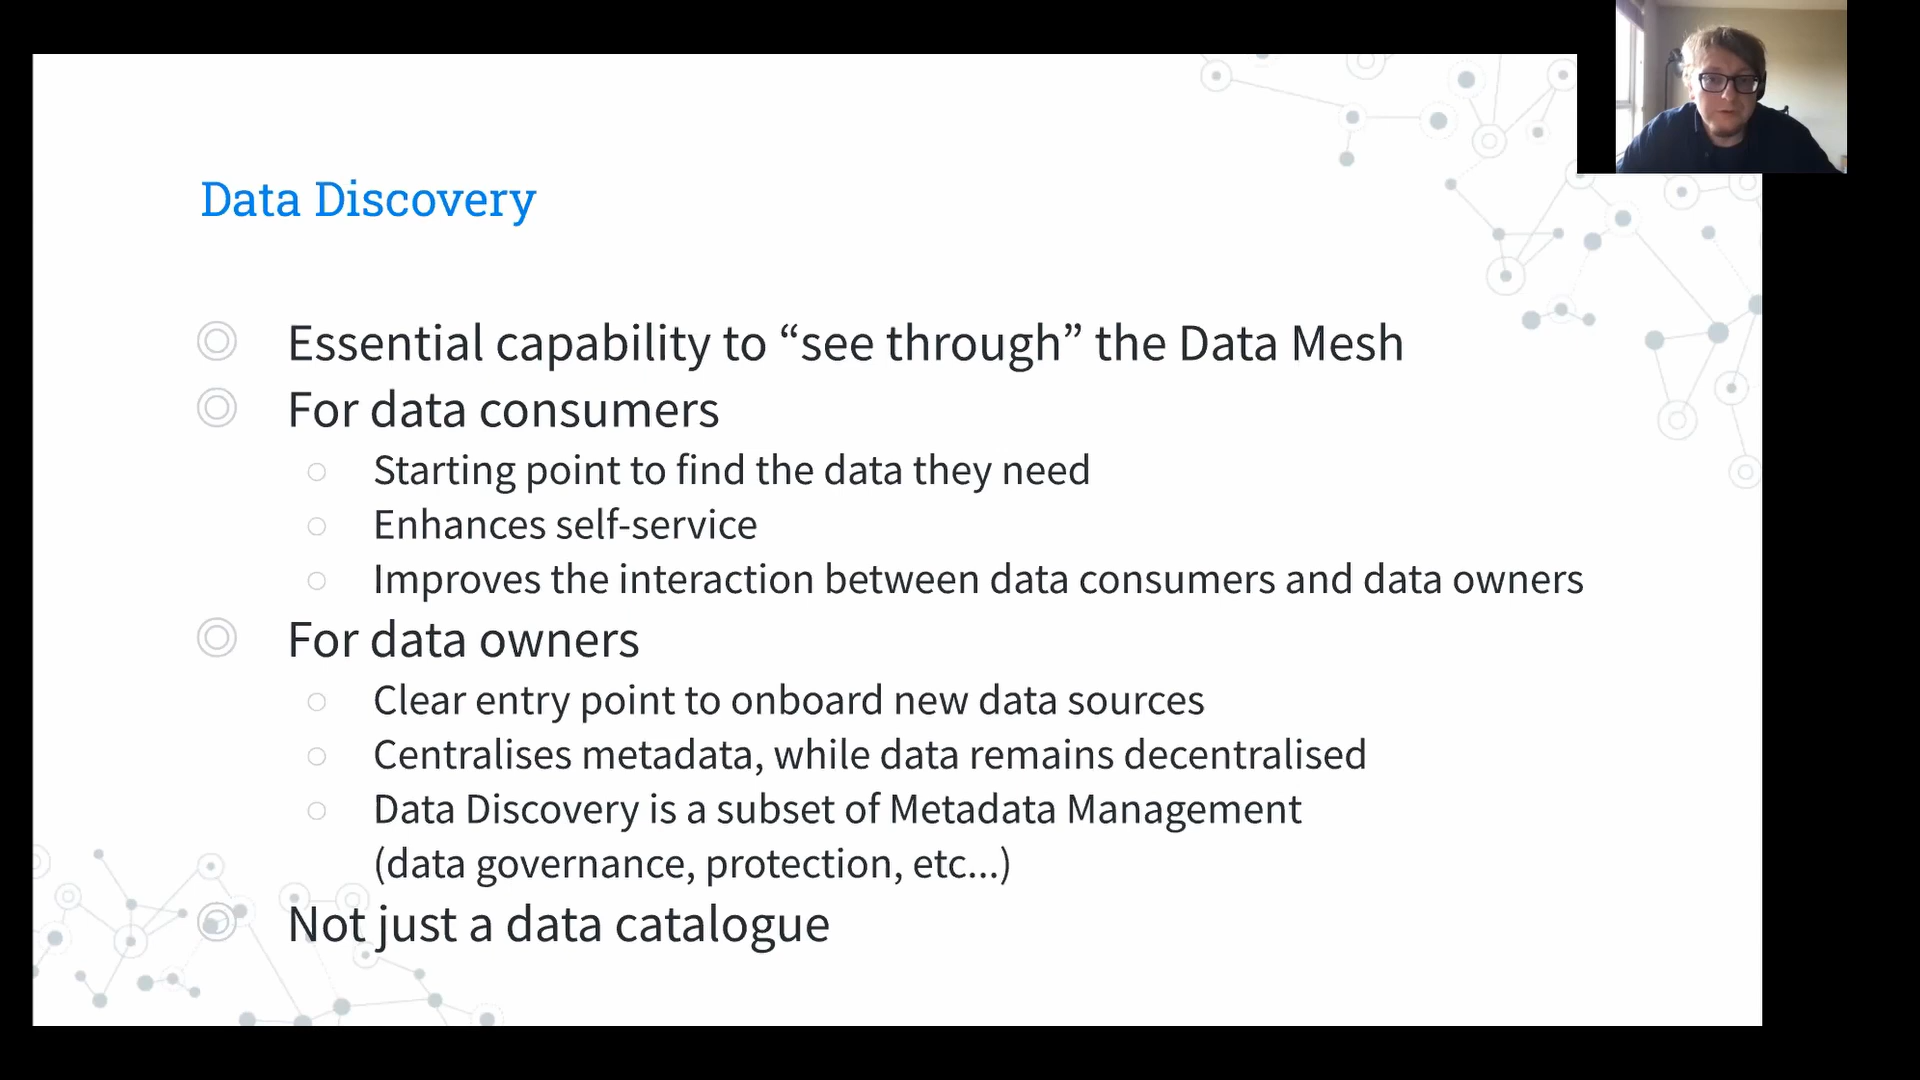 Data Discovery
Essential capability to “see through” the Data Mesh
For data consumers
Starting point to find the data they need
Enhances self-service
Improves the interaction between data consumers and data owners
For data owners
Clear entry point to onboard new data sources
Centralises metadata, while data remains decentralised
Data Discovery is a subset of Metadata Management
(data governance, protection, etc...)
Not just a data catalogue